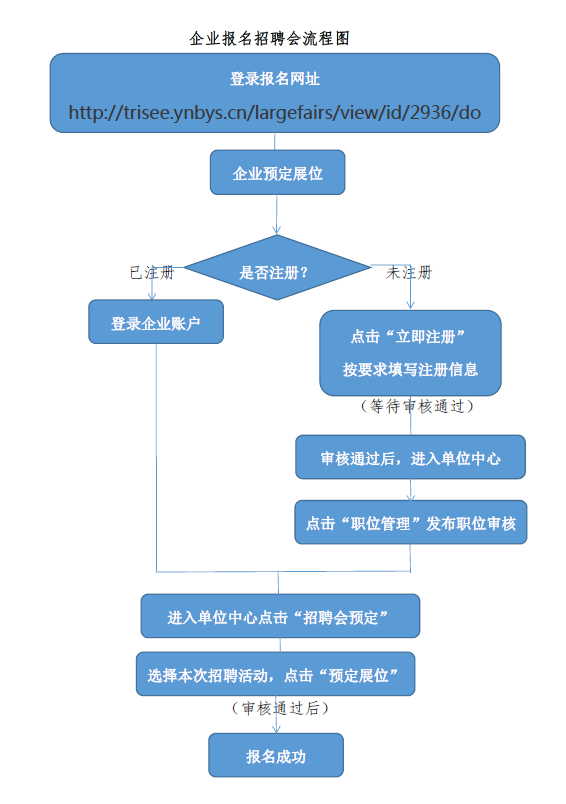 企业报名招聘会流程图
登录报名网址
http://trisee.ynbys.cn/largefairs/view/id/2936/do
企业预定展位
是否注册？
已注册
未注册
登录企业账户
点击“立即注册”
按要求填写注册信息
（等待审核通过）
审核通过后，进入单位中心
点击“职位管理”发布职位审核
进入单位中心点击“招聘会预定”
选择本次招聘活动，点击“预定展位”
（审核通过后）
报名成功